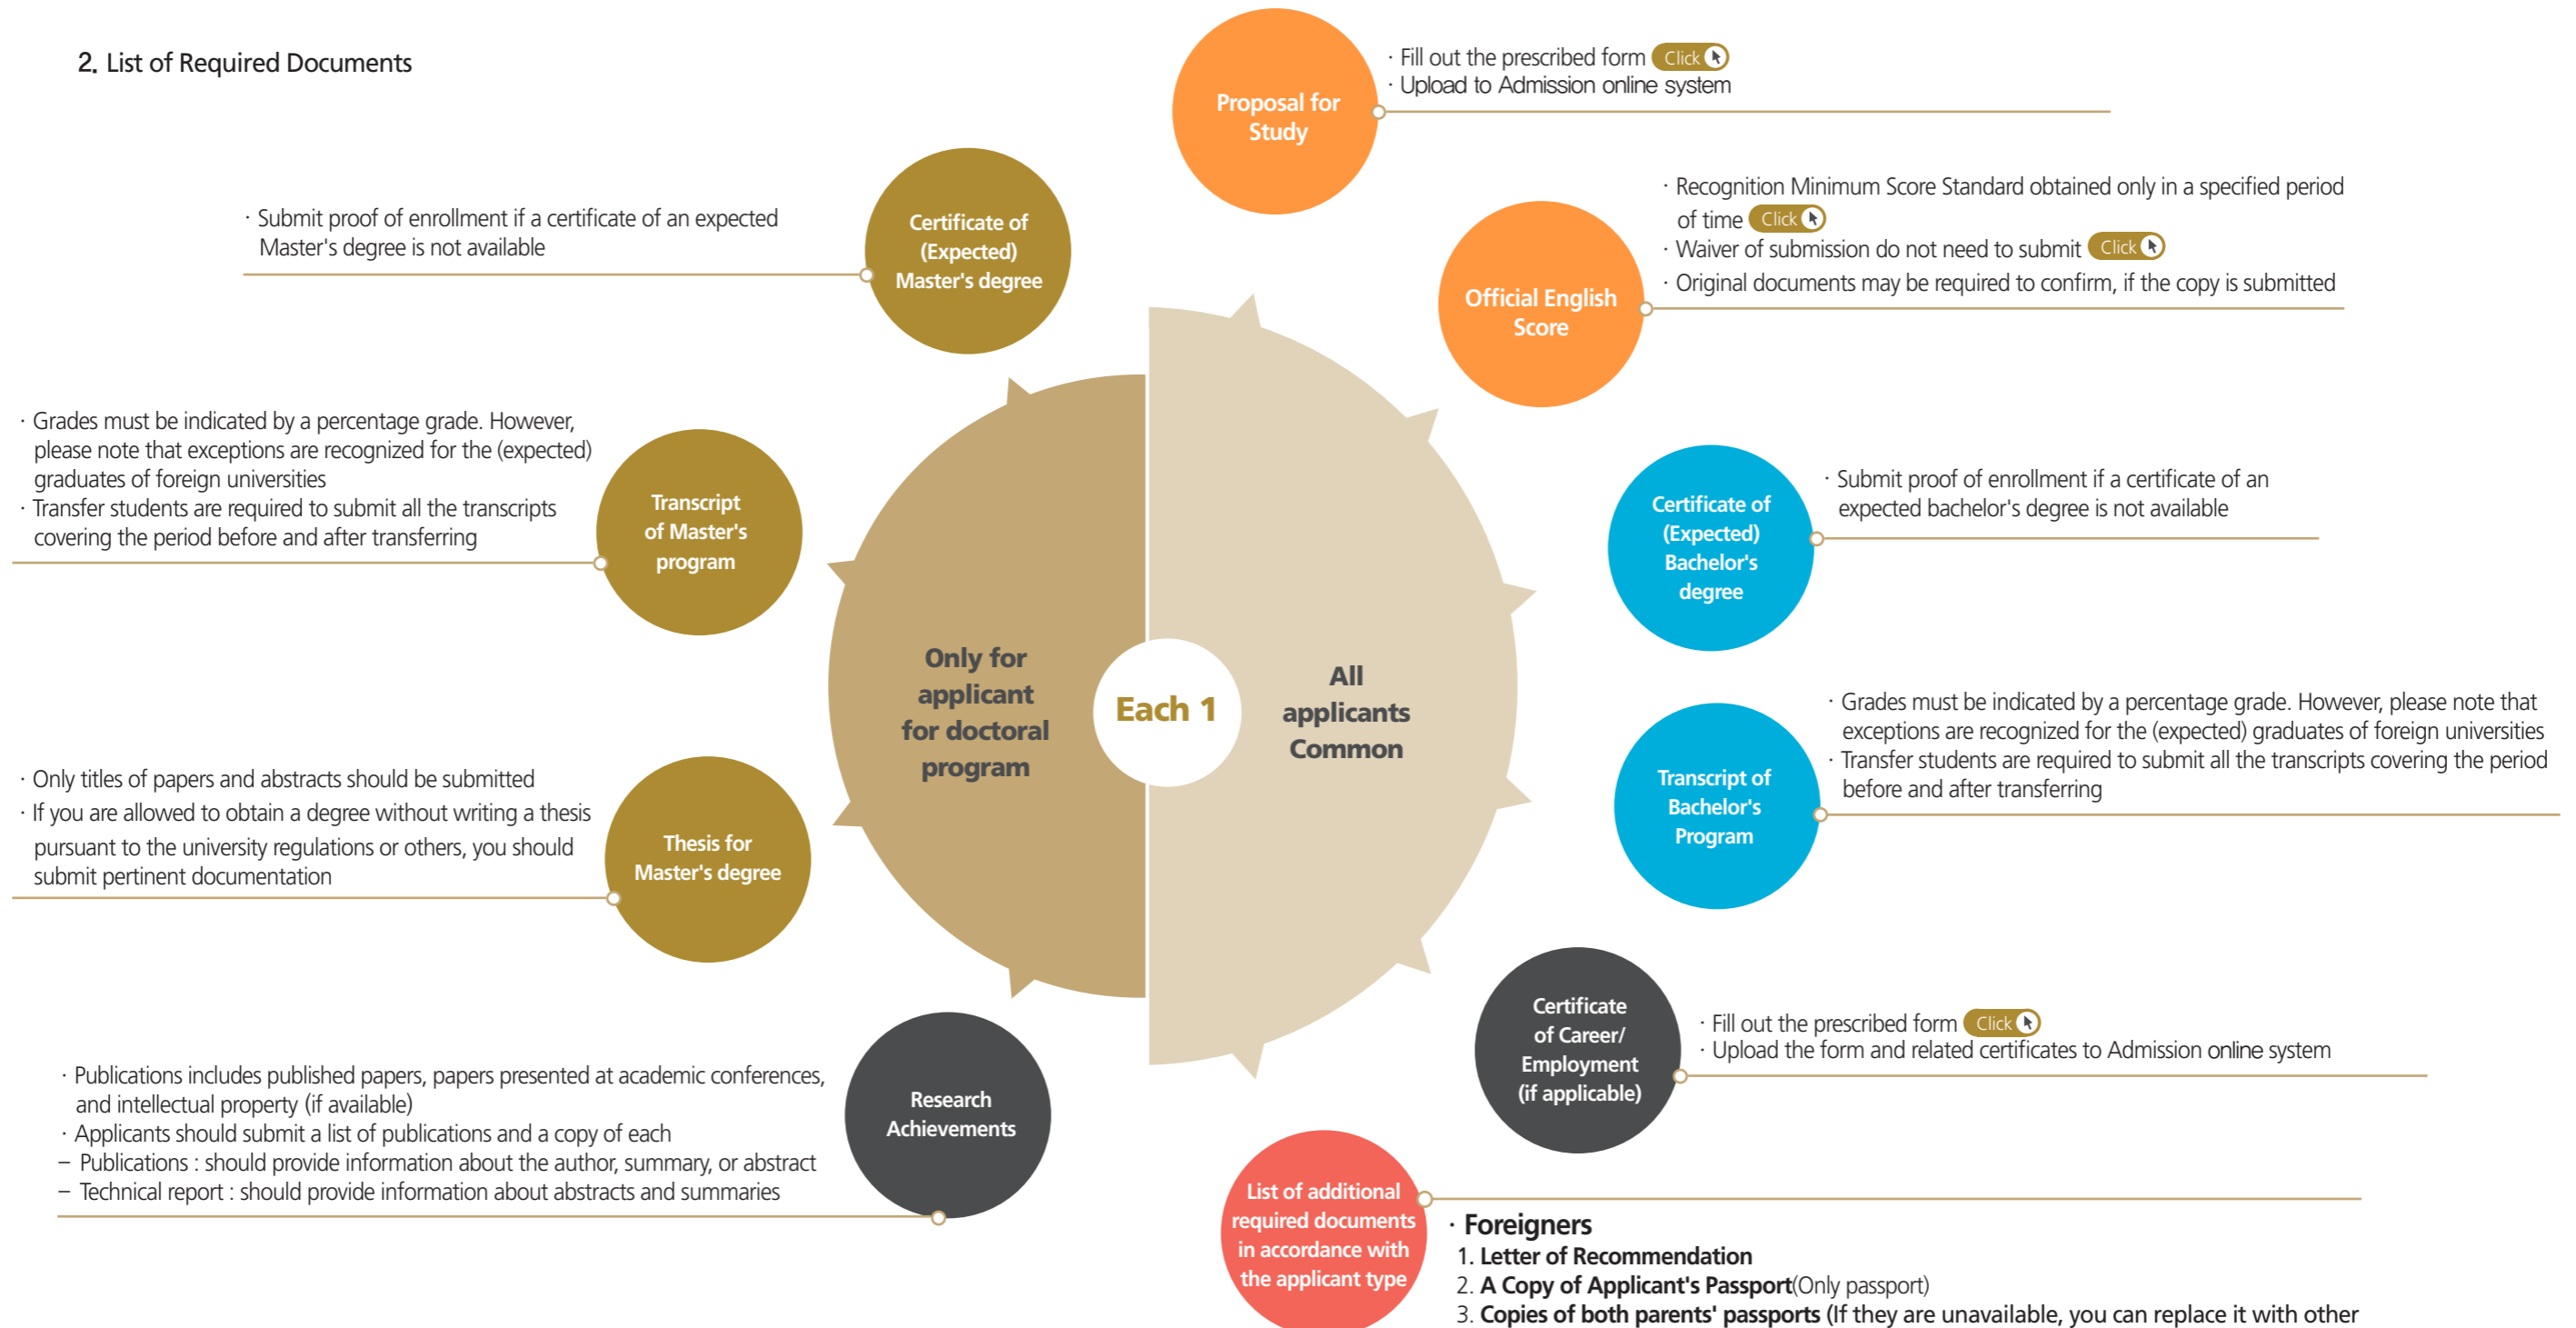 2. List of Required Documents
Proposal for
Study
· Fill out the prescribed form Click
· Upload to Admission online system
Official English
Score
· Recognition Minimum Score Standard obtained only in a specified period
of time Click
· Waiver of submission do not need to submit Click
· Original documents may be required to confirm, if the copy is submitted
Certificate of
(Expected)
Bachelor's
degree
· Submit proof of enrollment if a certificate of an
expected bachelor's degree is not available
Transcript of
Bachelor's
Program
· Grades must be indicated by a percentage grade. However, please note that
exceptions are recognized for the (expected) graduates of foreign universities
· Transfer students are required to submit all the transcripts covering the period
before and after transferring
Certificate
of Career/
Employment
(if applicable)
· Fill out the prescribed form Click
· Upload the form and related certificates to Admission online system
List of additional
required documents
in accordance with
the applicant type
· Foreigners
1. Letter of Recommendation
2. A Copy of Applicant's Passport(Only passport)
3. Copies of both parents' passports (If they are unavailable, you can replace it with other
All
applicants
Common
Each 1
Only for
applicant
for doctoral
program
Certificate of
(Expected)
Master's degree
· Submit proof of enrollment if a certificate of an expected
Master's degree is not available
Transcript
of Master's
program
· Grades must be indicated by a percentage grade. However,
please note that exceptions are recognized for the (expected)
graduates of foreign universities
· Transfer students are required to submit all the transcripts
covering the period before and after transferring
Thesis for
Master's degree
· Only titles of papers and abstracts should be submitted
· If you are allowed to obtain a degree without writing a thesis
pursuant to the university regulations or others, you should
submit pertinent documentation
Research
Achievements
· Publications includes published papers, papers presented at academic conferences,
and intellectual property (if available)
· Applicants should submit a list of publications and a copy of each
– Publications : should provide information about the author, summary, or abstract
– Technical report : should provide information about abstracts and summaries